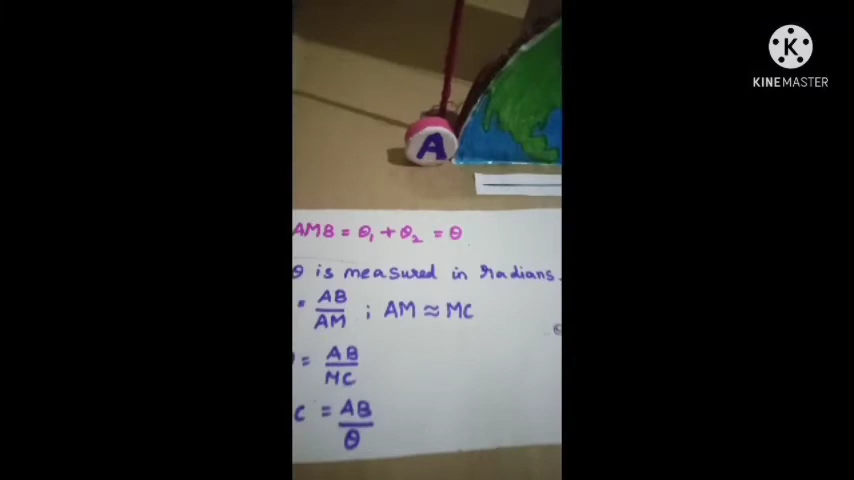 K
KINEMASTER
A
AMB = θ₁ + θ₂ = θ
θ is measured in radians.
= AB/AM ; AM ≈ MC
= AB/MC
C = AB/θ